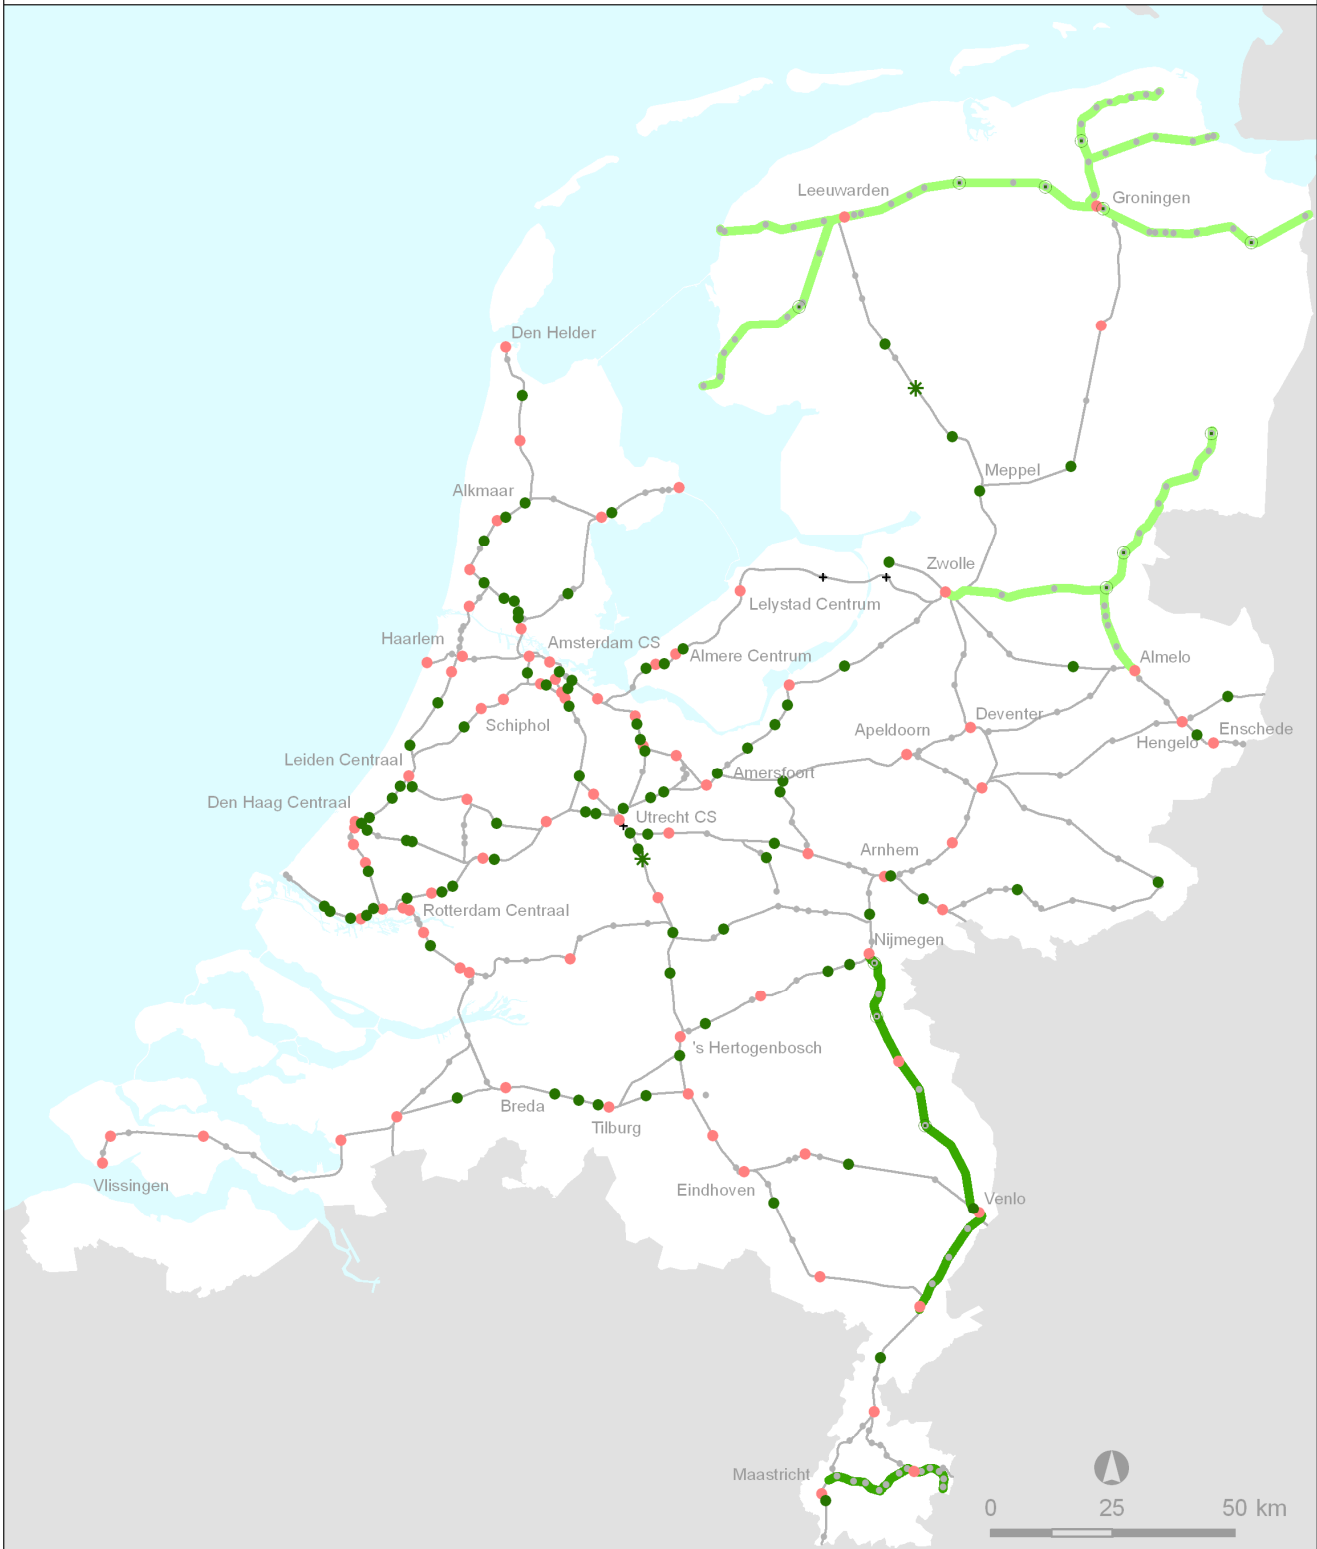 Leeuwarden
Groningen
Den Helder
Meppel
Alkmaar
Zwolle
Lelystad Centrum
Haarlem
Amsterdam CS
Almere Centrum
Almelo
Schiphol
Deventer
Apeldoorn
Enschede
Hengelo
Leiden Centraal
Amersfoort
Den Haag Centraal
Utrecht CS
Arnhem
Rotterdam Centraal
Nijmegen
's Hertogenbosch
Breda
Tilburg
Vlissingen
Eindhoven
Venlo
Maastricht
0 25 50 km